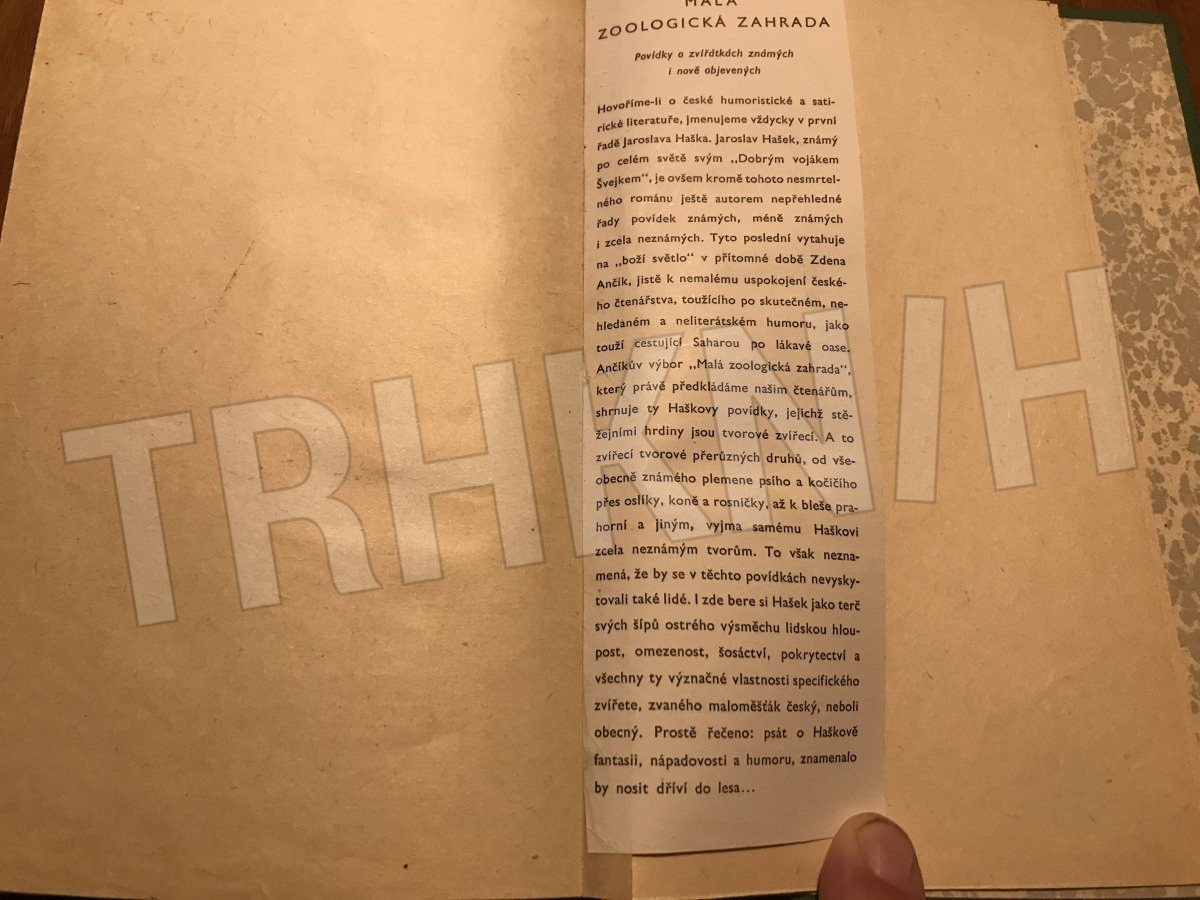 MALÁ
ZOOLOGICKÁ ZAHRADA
Povídky o zvířátkách známých
i nově objevených
Hovoříme-li o české humoristické a sati-
rické literatuře, jmenujeme vždycky v první
řadě Jaroslava Haška. Jaroslav Hašek, známý
po celém světě svým „Dobrým vojákem
Švejkem“, je ovšem kromě tohoto nesmrtel-
ného románu ještě autorem nepřehledné
řady povídek známých, méně známých
i zcela neznámých. Tyto poslední vytahuje
na „boží světlo“ v přítomné době Zdena
Ančík, jistě k nemalému uspokojení české-
ho čtenářstva, toužícího po skutečném, ne-
hledaném a neliterátském humoru, jako
touží cestující Saharou po lákavé oase.
Ančíkův výbor „Malá zoologická zahrada“,
který právě předkládáme našim čtenářům,
shrnuje ty Haškovy povídky, jejichž stě-
žejními hrdiny jsou tvorové zvířecí. A to
zvířecí tvorové přerůzných druhů, od vše-
obecně známého plemene psího a kočičího
přes oslíky, koně a rosničky, až k bleše pra-
horní a jiným, vyjma samému Haškovi
zcela neznámým tvorům. To však nezna-
mená, že by se v těchto povídkách nevysky-
tovali také lidé. I zde bere si Hašek jako terč
svých šípů ostrého výsměchu lidskou hlou-
post, omezenost, šosáctví, pokrytectví a
všechny ty význačné vlastnosti specifického
zvířete, zvaného maloměšťák český, neboli
obecný. Prostě řečeno: psát o Haškově
fantasii, nápadovosti a humoru, znamenalo
by nosit dříví do lesa...
TRHKNIH